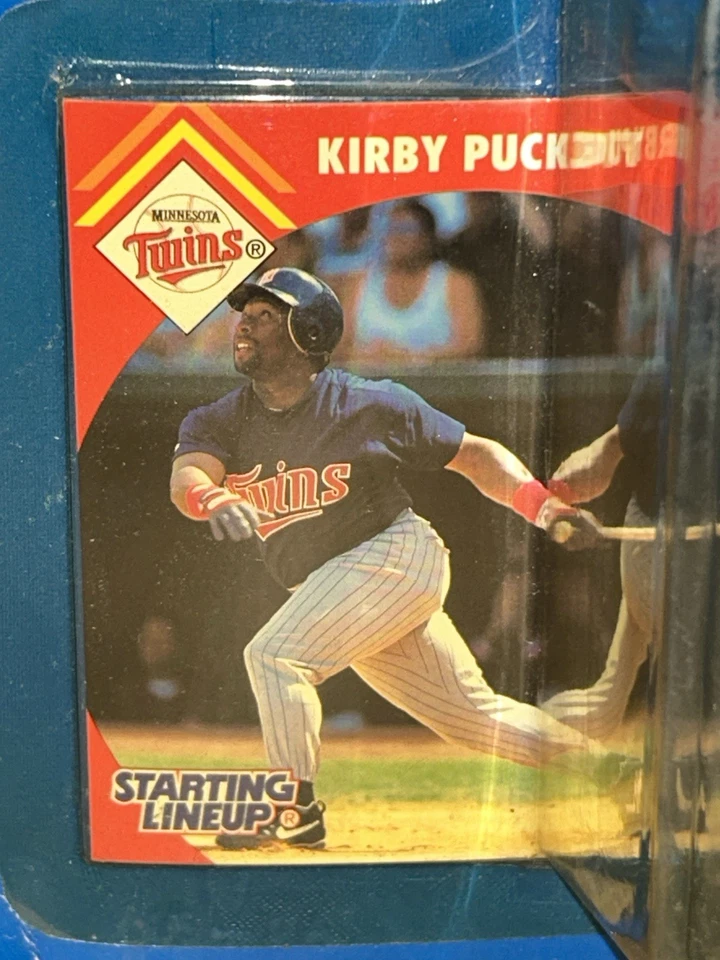 KIRBY PUCK
MINNESOTA
Twins®
Twins
STARTING
LINEUP®